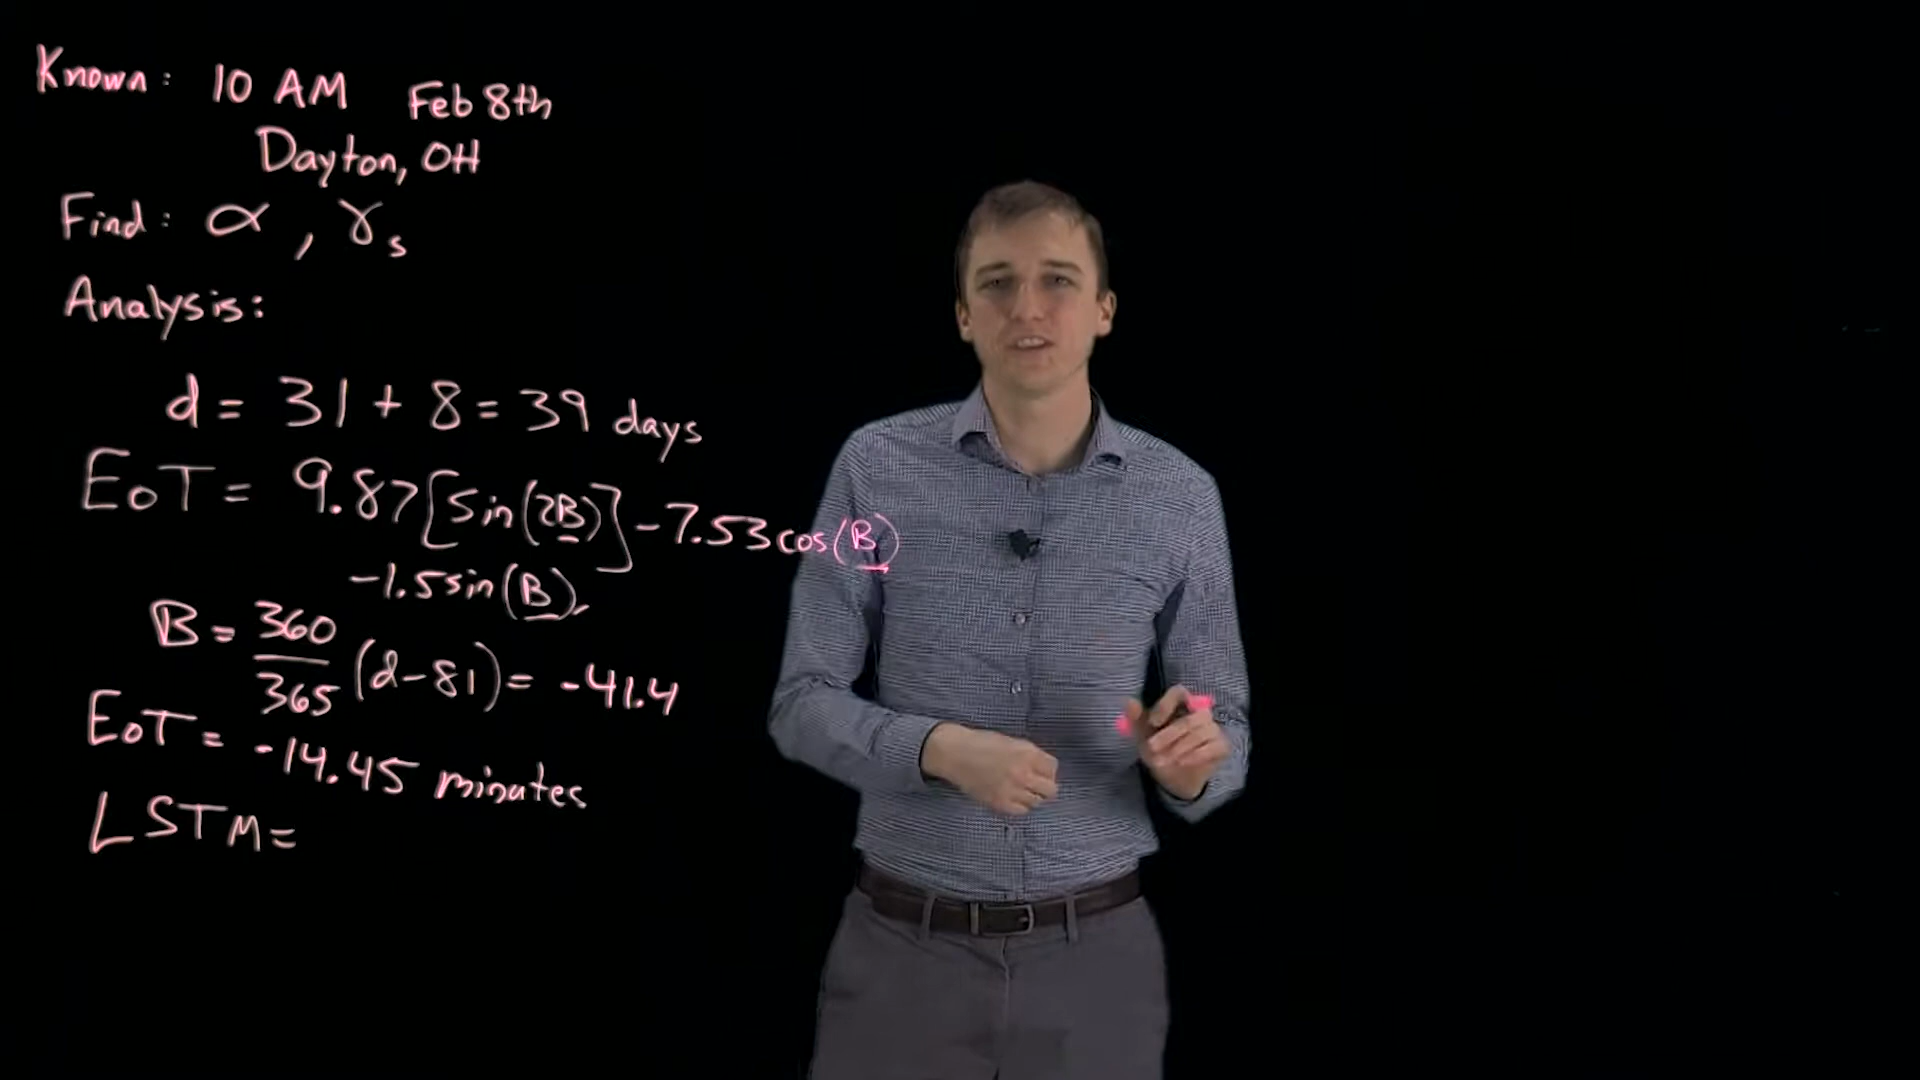 Known: 10 AM Feb 8th
Dayton, OH
Find: α, γs
Analysis:
d = 31 + 8 = 39 days
EoT = 9.87[sin(2B)] - 7.53 cos(B)
-1.5 sin(B)
B = 360/365 (d-81) = -41.4
EoT = -14.45 minutes
LSTM =